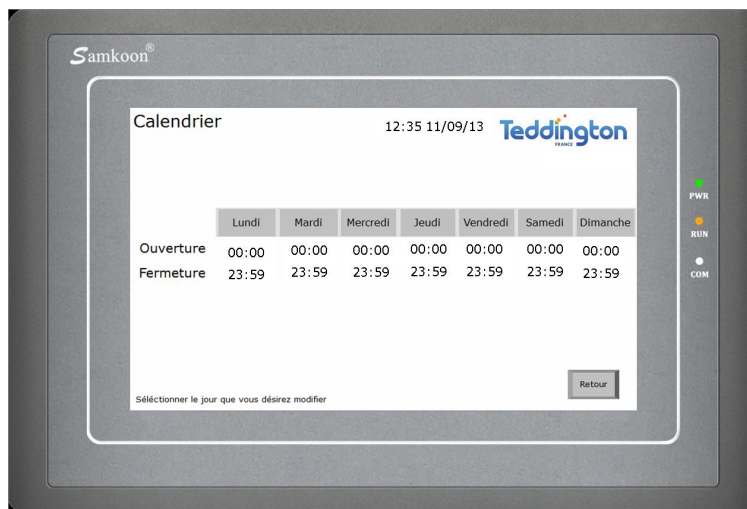 Samkoon®
Calendrier
12:35 11/09/13
Teddington
FRANCE
PWR
RUN
COM
Lundi Mardi Mercredi Jeudi Vendredi Samedi Dimanche
Ouverture 00:00 00:00 00:00 00:00 00:00 00:00 00:00
Fermeture 23:59 23:59 23:59 23:59 23:59 23:59 23:59
Retour
Séléctionner le jour que vous désirez modifier